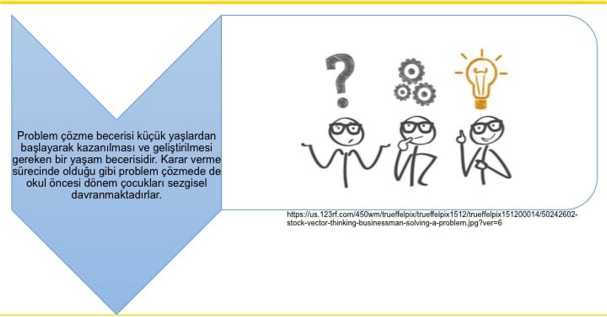 Problem çözme becerisi küçük yaşlardan
başlayarak kazanılması ve geliştirilmesi
gereken bir yaşam becerisidir. Karar verme
sürecinde olduğu gibi problem çözmede de
okul öncesi dönem çocukları sezgisel
davranmaktadırlar.
?
https://us.123rf.com/450wm/trueffelpix/trueffelpix1512/trueffelpix151200014/50242602-
stock-vector-thinking-businessman-solving-a-problem.jpg?ver=6